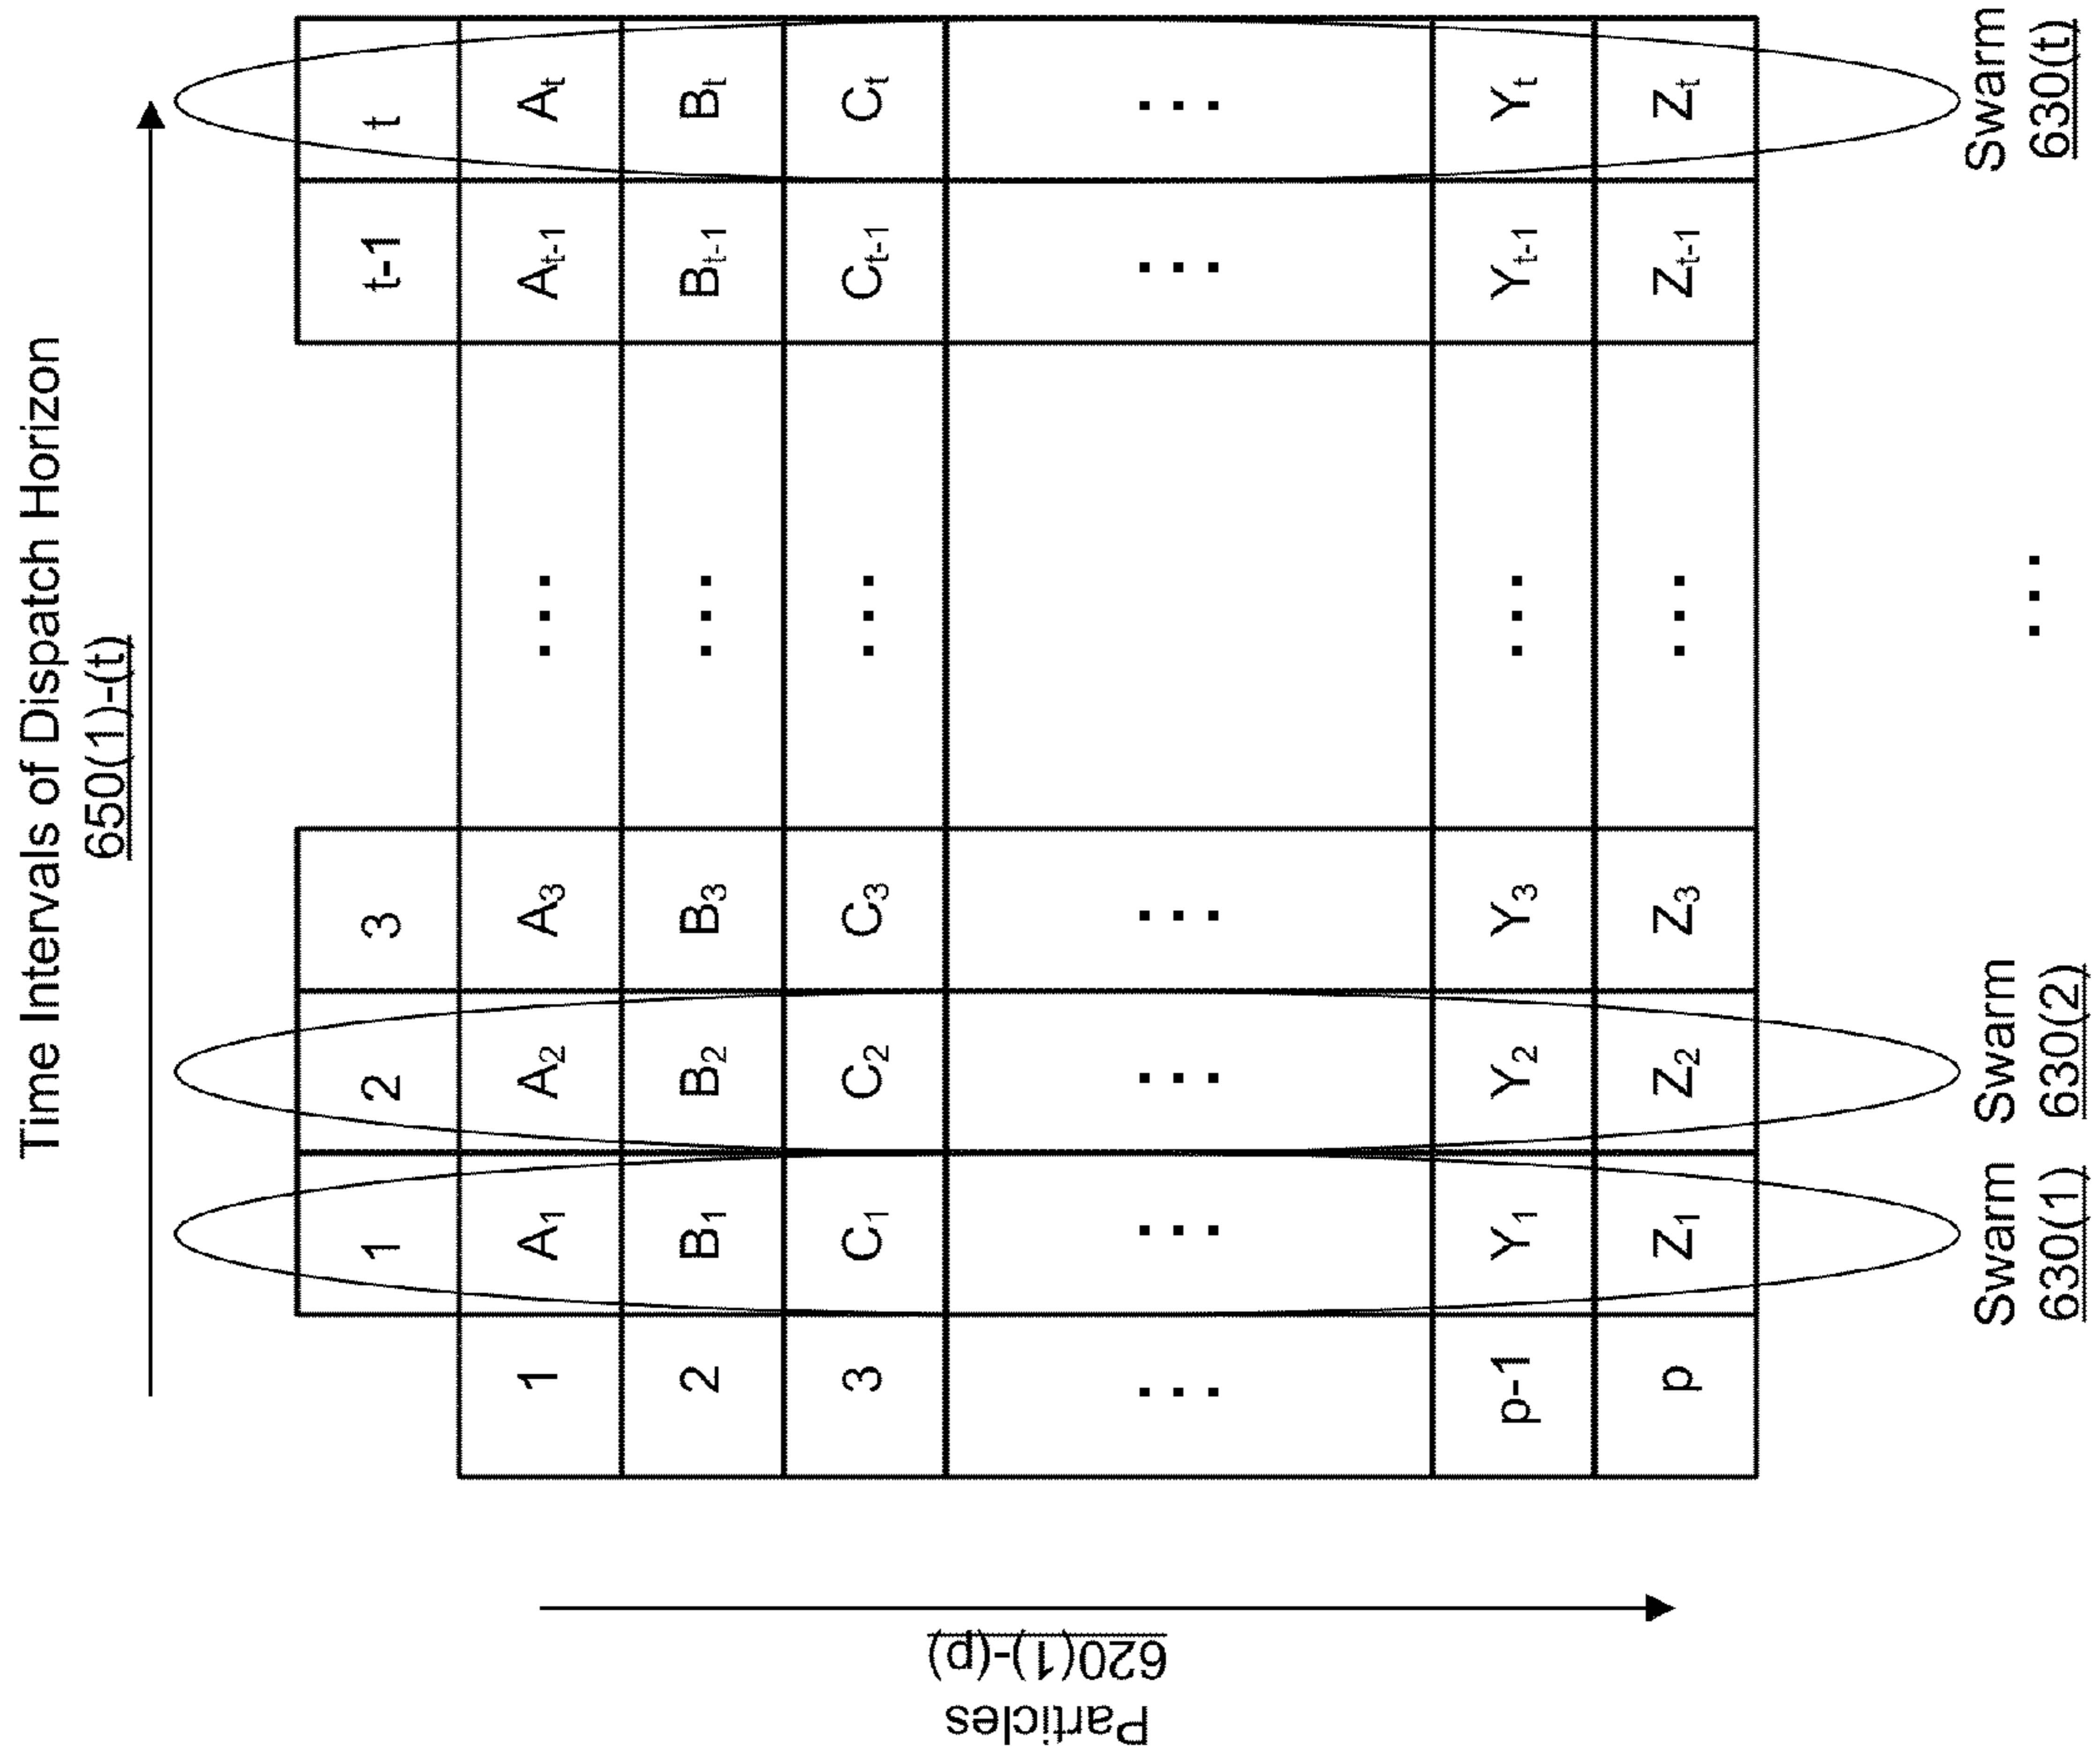 Time Intervals of Dispatch Horizon
650(1)-(t)
1 2 3 t-1 t
1 A₁ A₂ A₃ ... Aₜ₋₁ Aₜ
2 B₁ B₂ B₃ ... Bₜ₋₁ Bₜ
3 C₁ C₂ C₃ ... Cₜ₋₁ Cₜ
... ... ... ... ... ...
p-1 Y₁ Y₂ Y₃ ... Yₜ₋₁ Yₜ
p Z₁ Z₂ Z₃ ... Zₜ₋₁ Zₜ
Particles
620(1)-(p)
Swarm
630(1)
Swarm
630(2)
...
Swarm
630(t)